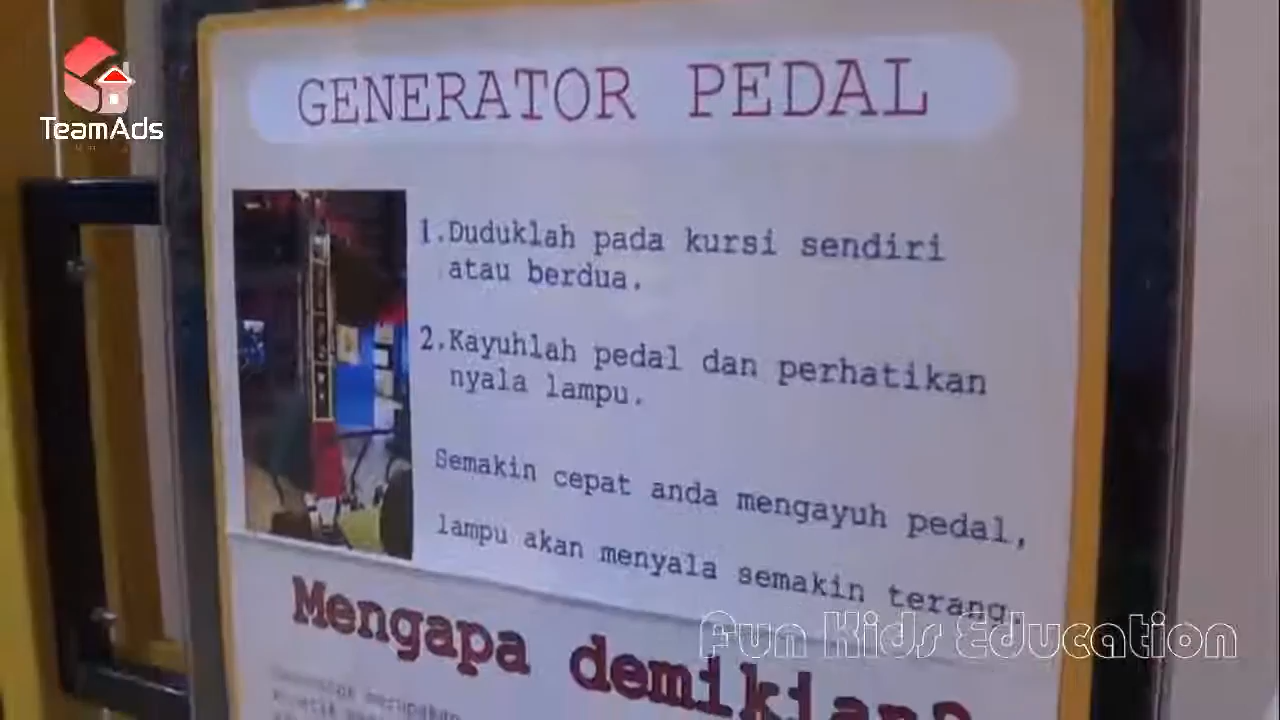 TeamAds
GENERATOR PEDAL
1.Duduklah pada kursi sendiri
atau berdua.
2.Kayuhlah pedal dan perhatikan
nyala lampu.
Semakin cepat anda mengayuh pedal,
lampu akan menyala semakin terang.
Mengapa demikian?
Fun Kids Education
merupakan